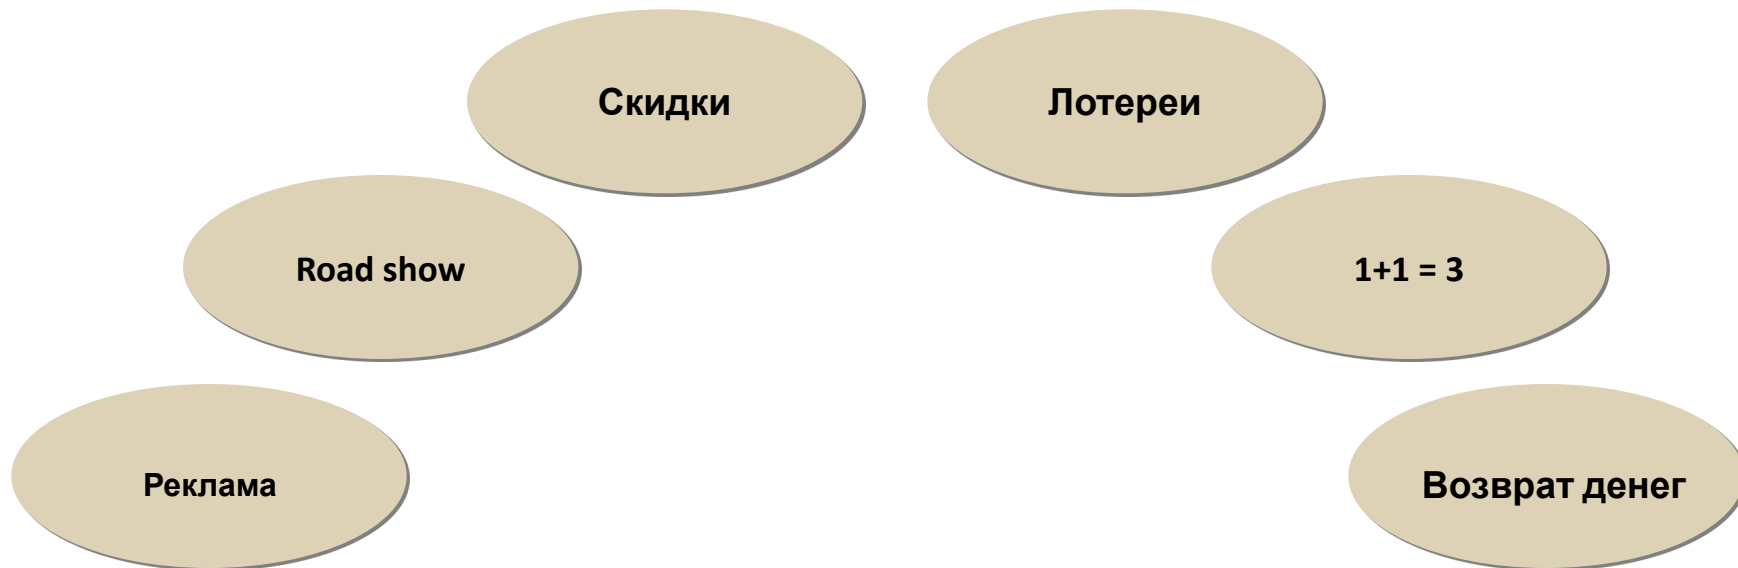 Скидки
Лотереи
Road show
1+1 = 3
Реклама
Возврат денег